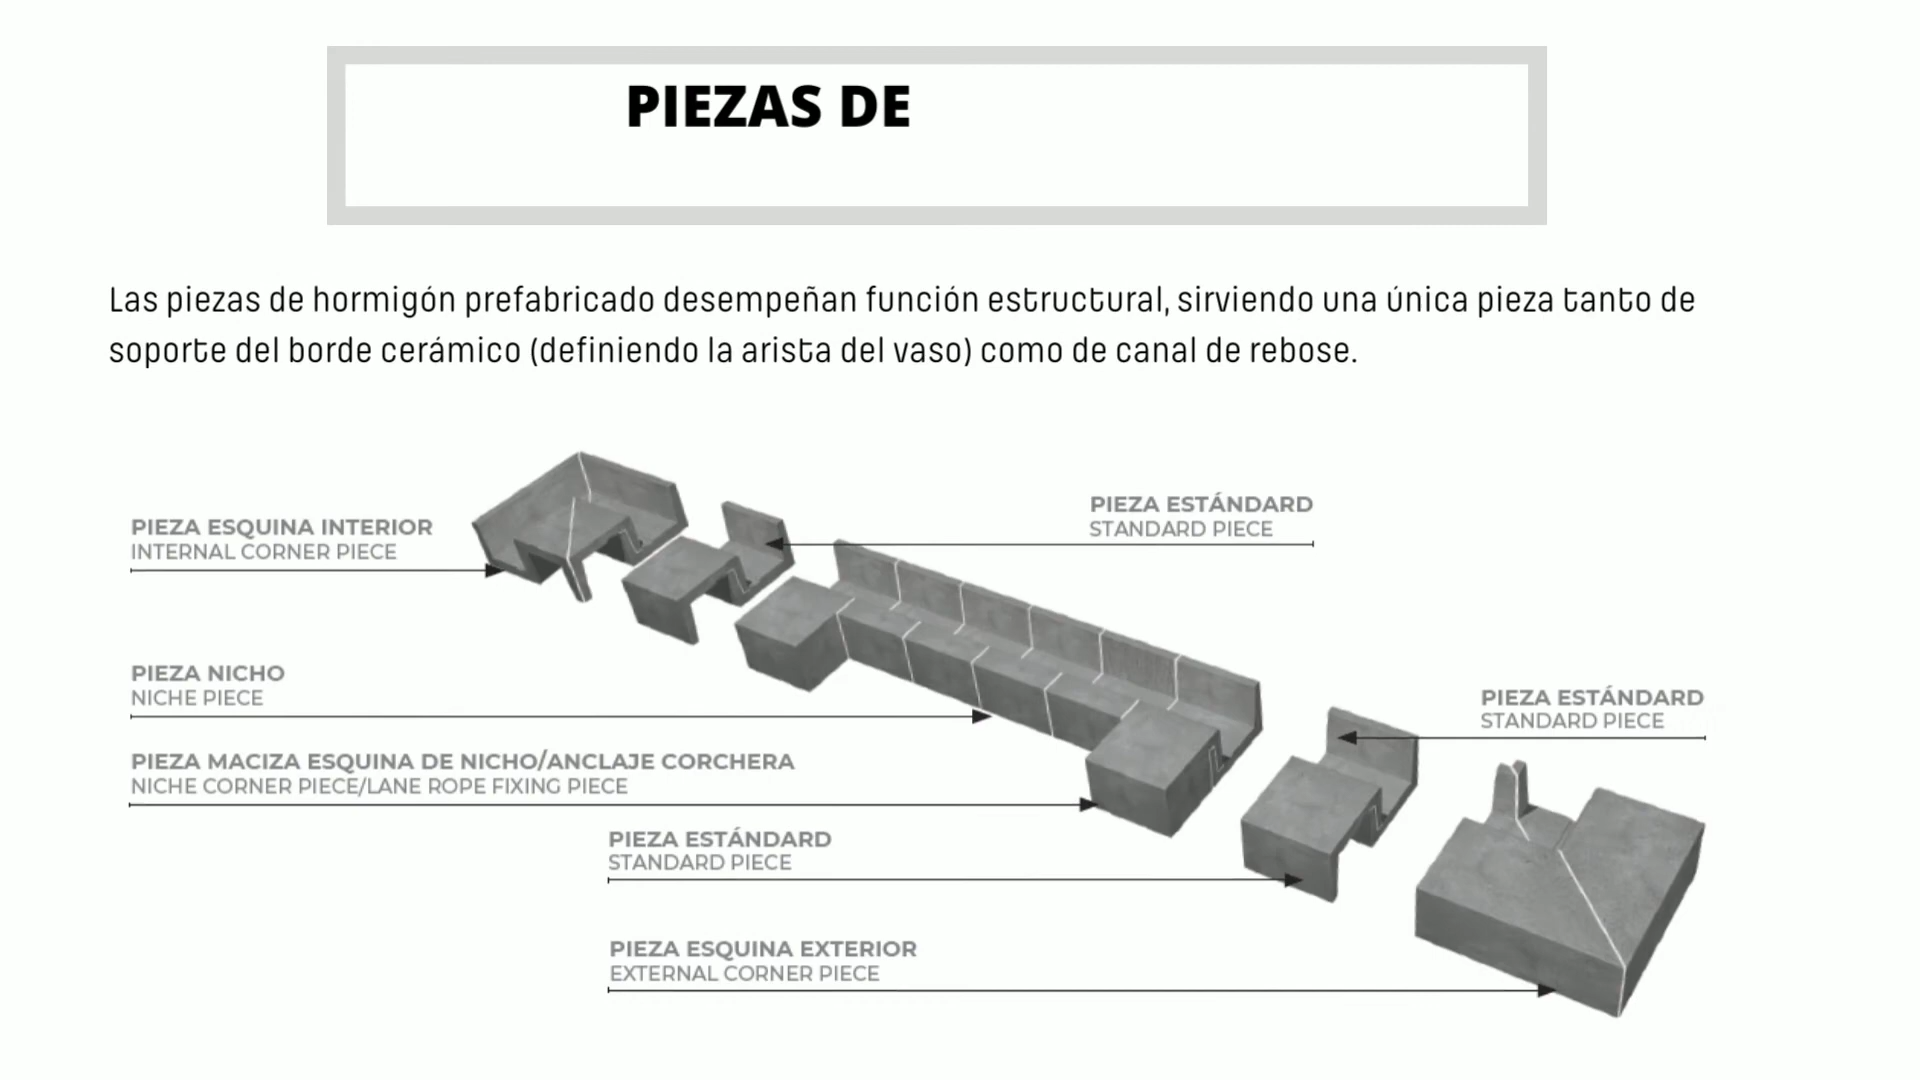 PIEZAS DE
Las piezas de hormigón prefabricado desempeñan función estructural, sirviendo una única pieza tanto de
soporte del borde cerámico (definiendo la arista del vaso) como de canal de rebose.
PIEZA ESTÁNDARD
STANDARD PIECE
PIEZA ESQUINA INTERIOR
INTERNAL CORNER PIECE
PIEZA NICHO
NICHE PIECE
PIEZA ESTÁNDARD
STANDARD PIECE
PIEZA MACIZA ESQUINA DE NICHO/ANCLAJE CORCHERA
NICHE CORNER PIECE/LANE ROPE FIXING PIECE
PIEZA ESTÁNDARD
STANDARD PIECE
PIEZA ESQUINA EXTERIOR
EXTERNAL CORNER PIECE